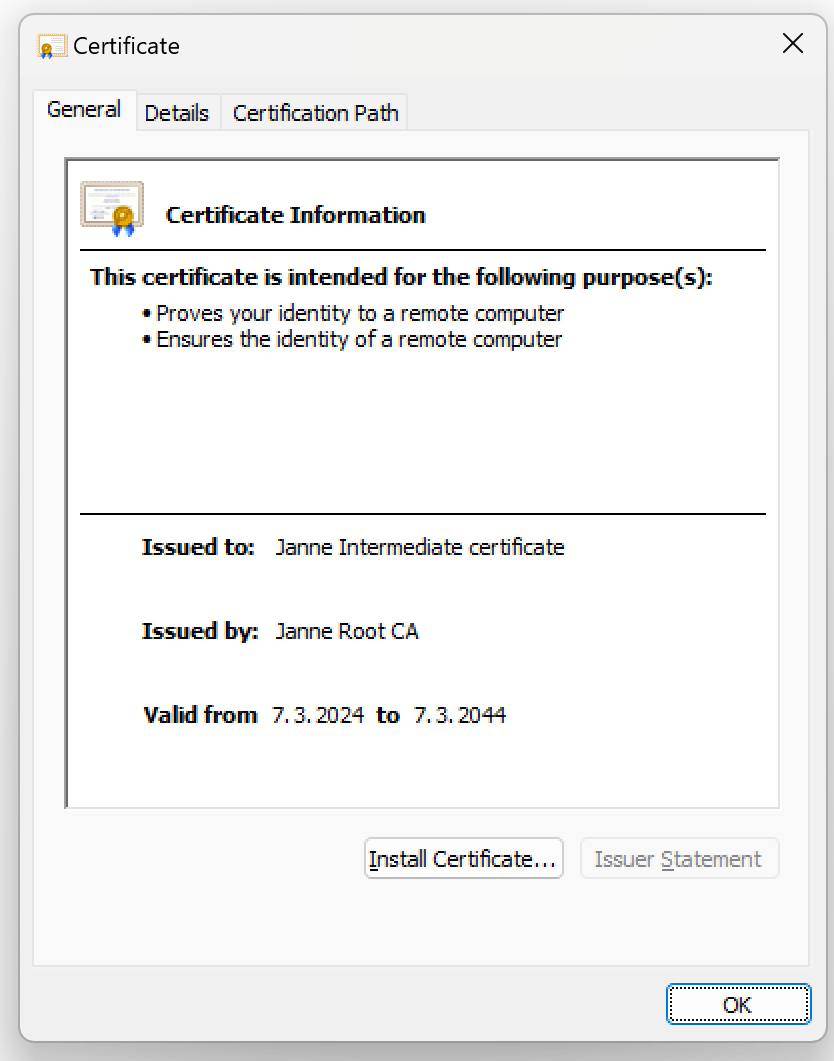 Certificate
General Details Certification Path
Certificate Information
This certificate is intended for the following purpose(s):
• Proves your identity to a remote computer
• Ensures the identity of a remote computer
Issued to: Janne Intermediate certificate
Issued by: Janne Root CA
Valid from 7.3.2024 to 7.3.2044
Install Certificate... Issuer Statement
OK